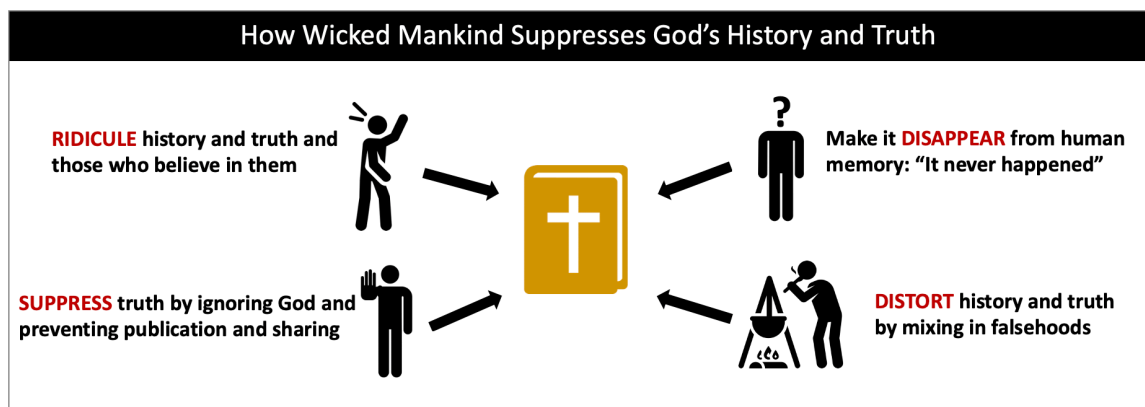 How Wicked Mankind Suppresses God’s History and Truth
RIDICULE history and truth and
those who believe in them
?
Make it DISAPPEAR from human
memory: “It never happened”
SUPPRESS truth by ignoring God and
preventing publication and sharing
DISTORT history and truth
by mixing in falsehoods